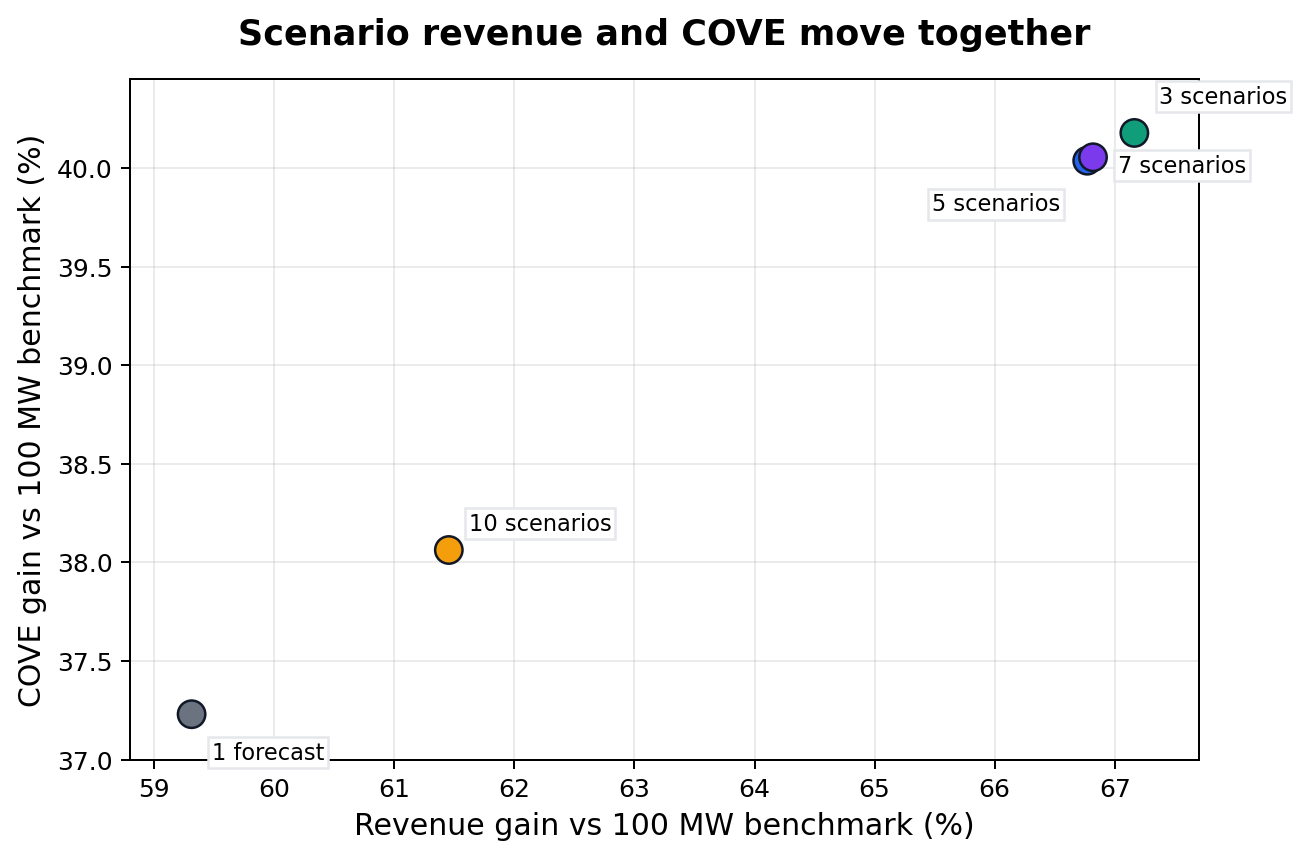 Scenario revenue and COVE move together
COVE gain vs 100 MW benchmark (%)
40.0
39.5
39.0
38.5
38.0
37.5
37.0
3 scenarios
7 scenarios
5 scenarios
10 scenarios
1 forecast
59 60 61 62 63 64 65 66 67
Revenue gain vs 100 MW benchmark (%)